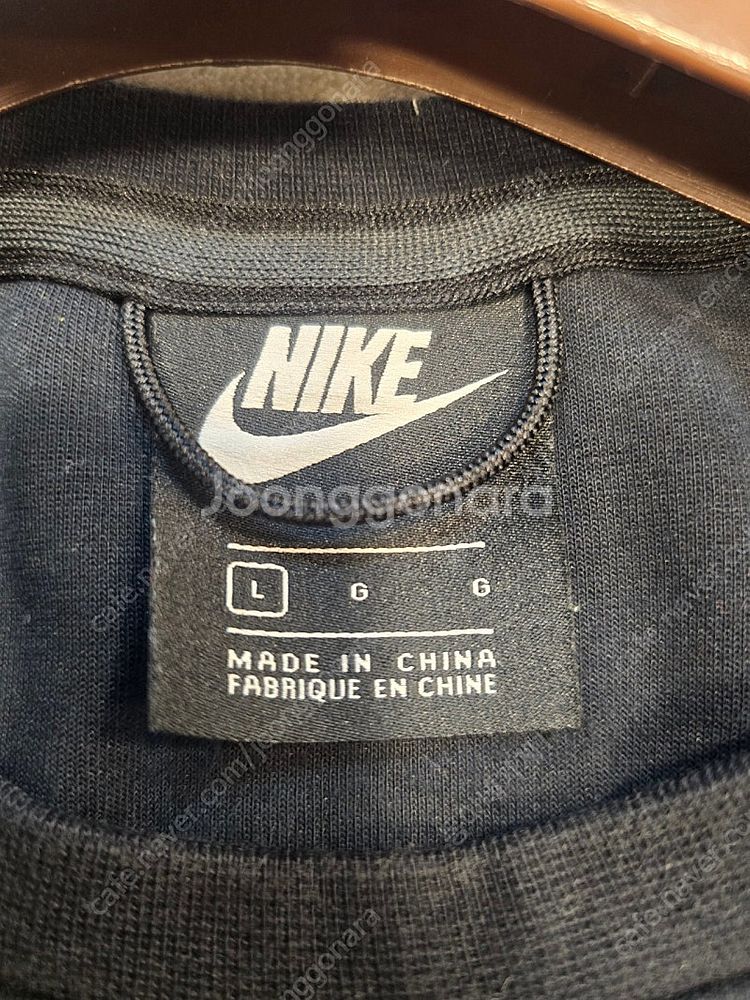 NIKE
Joonggonara
L G G
MADE IN CHINA
FABRIQUE EN CHINE